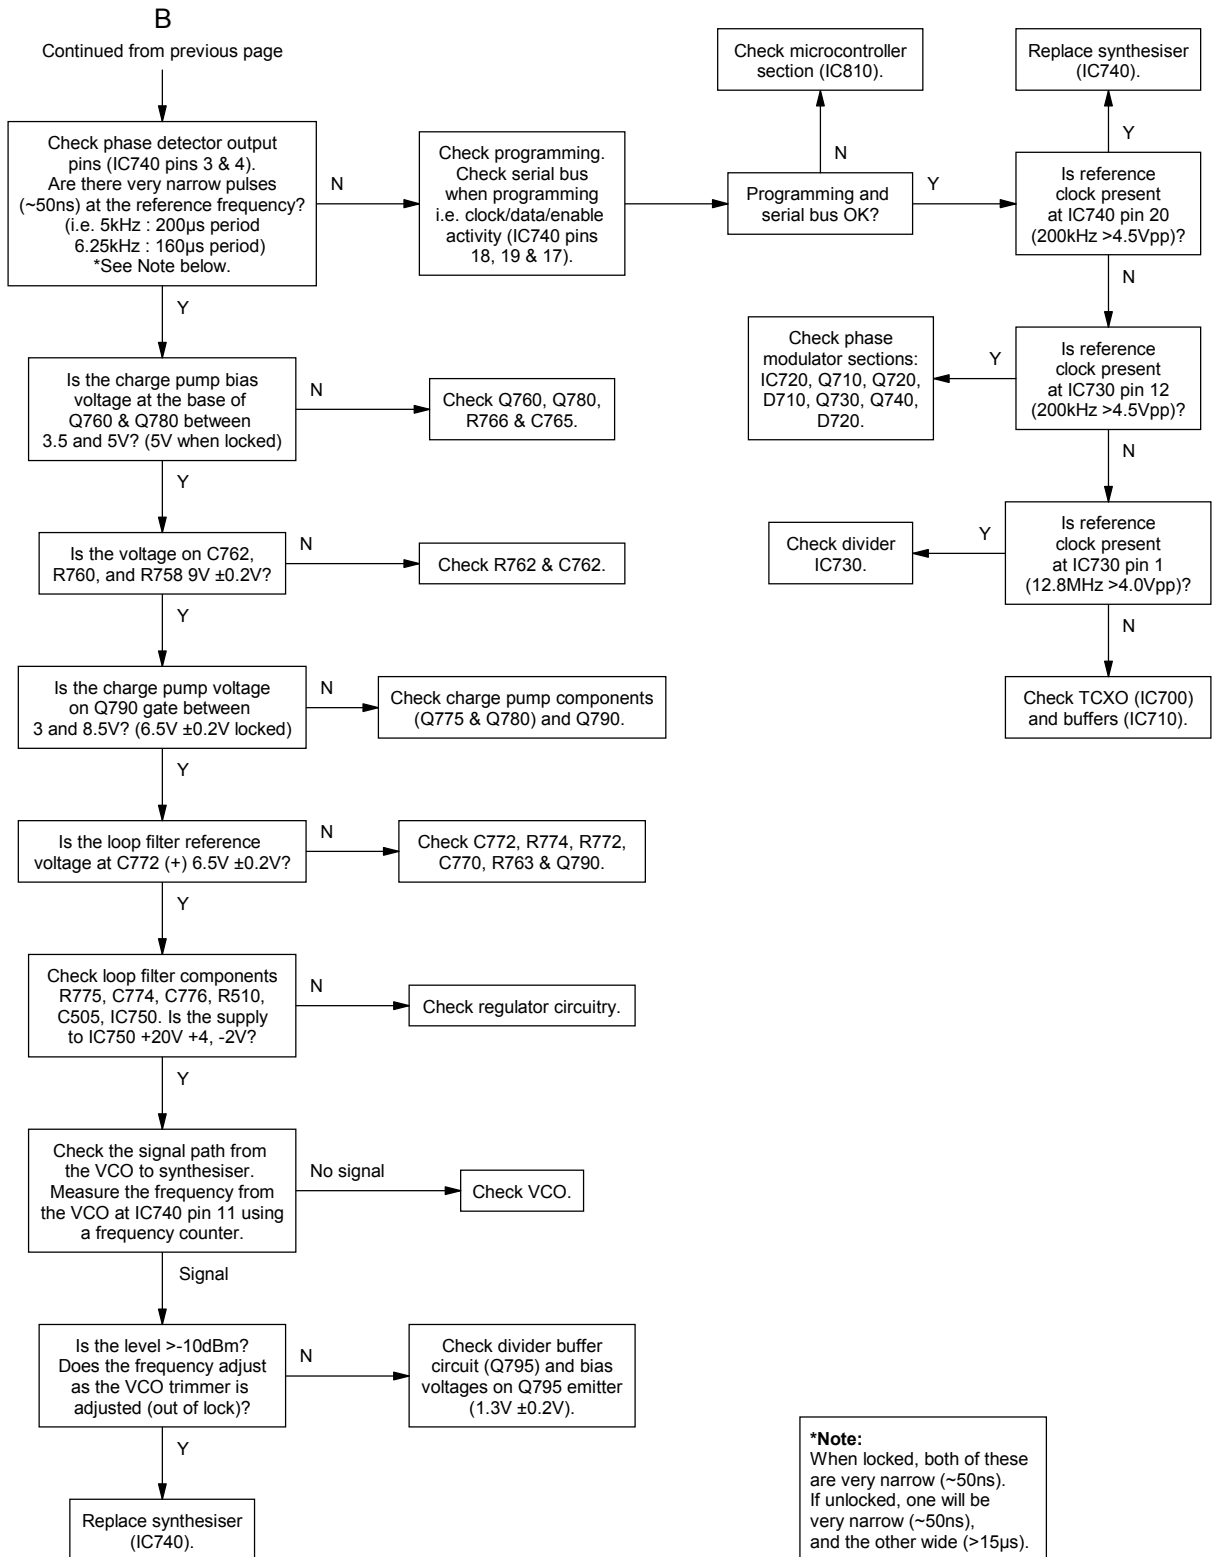 B
Continued from previous page
Check phase detector output
pins (IC740 pins 3 & 4).
Are there very narrow pulses
(~50ns) at the reference frequency?
(i.e. 5kHz : 200µs period
6.25kHz : 160µs period)
*See Note below.
N
Check programming.
Check serial bus
when programming
i.e. clock/data/enable
activity (IC740 pins
18, 19 & 17).
Check microcontroller
section (IC810).
N
Programming and
serial bus OK?
Y
Replace synthesiser
(IC740).
Y
Is reference
clock present
at IC740 pin 20
(200kHz >4.5Vpp)?
N
Check phase
modulator sections:
IC720, Q710, Q720,
D710, Q730, Q740,
D720.
Y
Is reference
clock present
at IC730 pin 12
(200kHz >4.5Vpp)?
N
Check divider
IC730.
Y
Is reference
clock present
at IC730 pin 1
(12.8MHz >4.0Vpp)?
N
Check TCXO (IC700)
and buffers (IC710).
Y
Is the charge pump bias
voltage at the base of
Q760 & Q780 between
3.5 and 5V? (5V when locked)
N
Check Q760, Q780,
R766 & C765.
Y
Is the voltage on C762,
R760, and R758 9V ±0.2V?
N
Check R762 & C762.
Y
Is the charge pump voltage
on Q790 gate between
3 and 8.5V? (6.5V ±0.2V locked)
N
Check charge pump components
(Q775 & Q780) and Q790.
Y
Is the loop filter reference
voltage at C772 (+) 6.5V ±0.2V?
N
Check C772, R774, R772,
C770, R763 & Q790.
Y
Check loop filter components
R775, C774, C776, R510,
C505, IC750. Is the supply
to IC750 +20V +4, -2V?
N
Check regulator circuitry.
Y
Check the signal path from
the VCO to synthesiser.
Measure the frequency from
the VCO at IC740 pin 11 using
a frequency counter.
No signal
Check VCO.
Signal
Is the level >-10dBm?
Does the frequency adjust
as the VCO trimmer is
adjusted (out of lock)?
N
Check divider buffer
circuit (Q795) and bias
voltages on Q795 emitter
(1.3V ±0.2V).
Y
Replace synthesiser
(IC740).
*Note:
When locked, both of these
are very narrow (~50ns).
If unlocked, one will be
very narrow (~50ns),
and the other wide (>15µs).